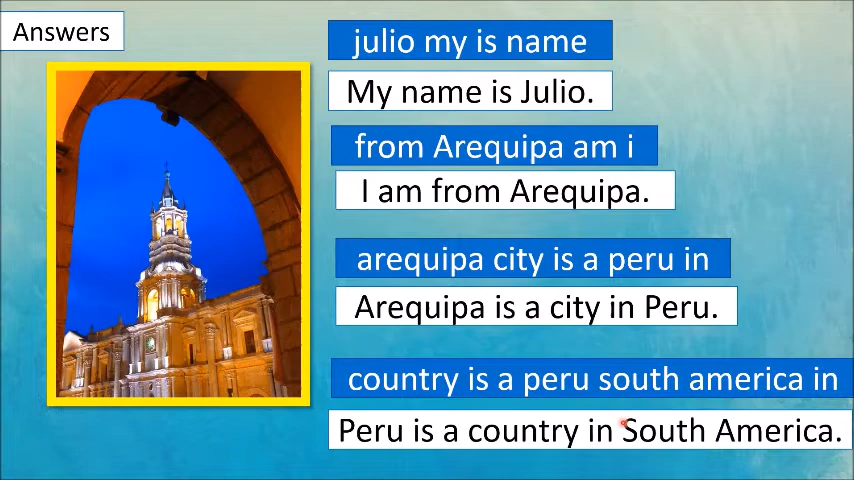 Answers
julio my is name
My name is Julio.
from Arequipa am i
I am from Arequipa.
arequipa city is a peru in
Arequipa is a city in Peru.
country is a peru south america in
Peru is a country in South America.